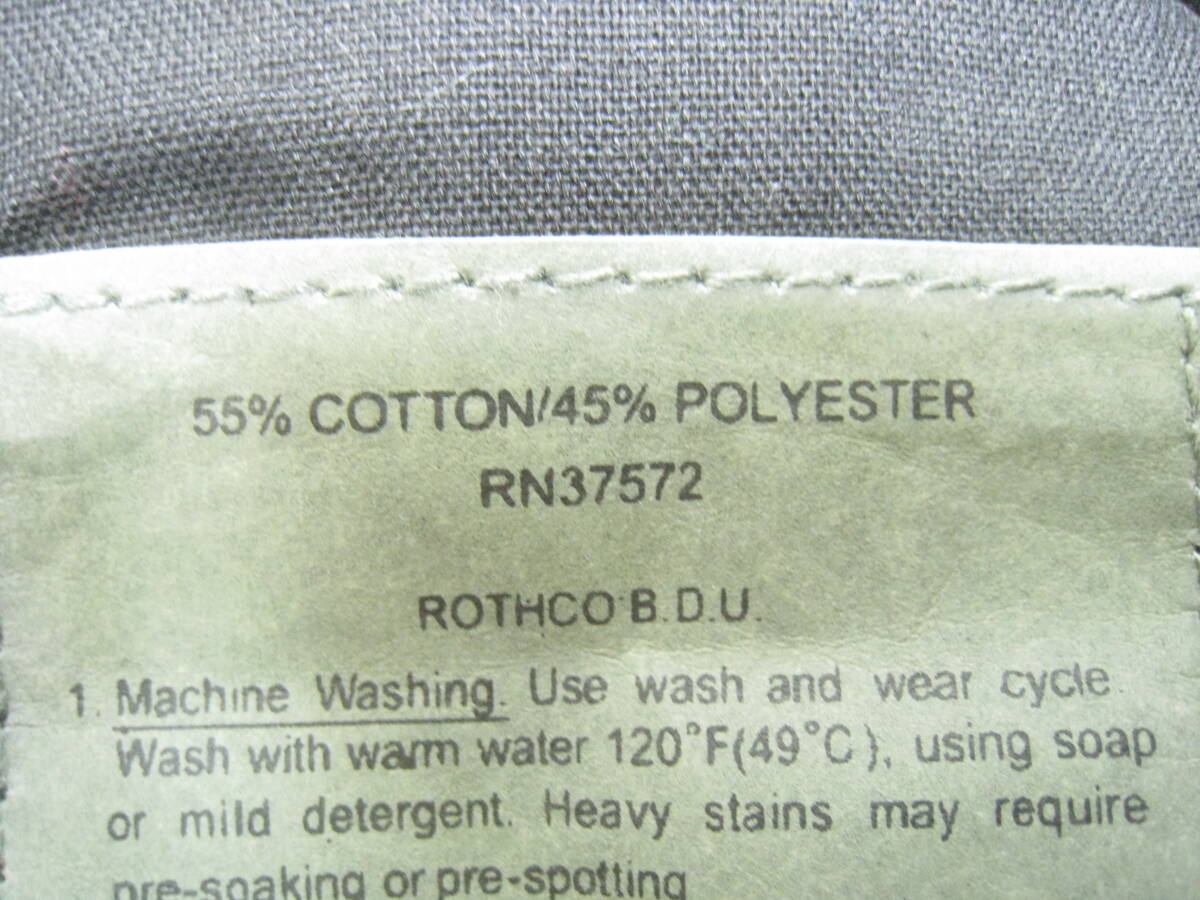 55% COTTON/45% POLYESTER
RN37572
ROTHCO B.D.U.
1. Machine Washing. Use wash and wear cycle.
Wash with warm water 120°F(49°C), using soap
or mild detergent. Heavy stains may require
pre-soaking or pre-spotting